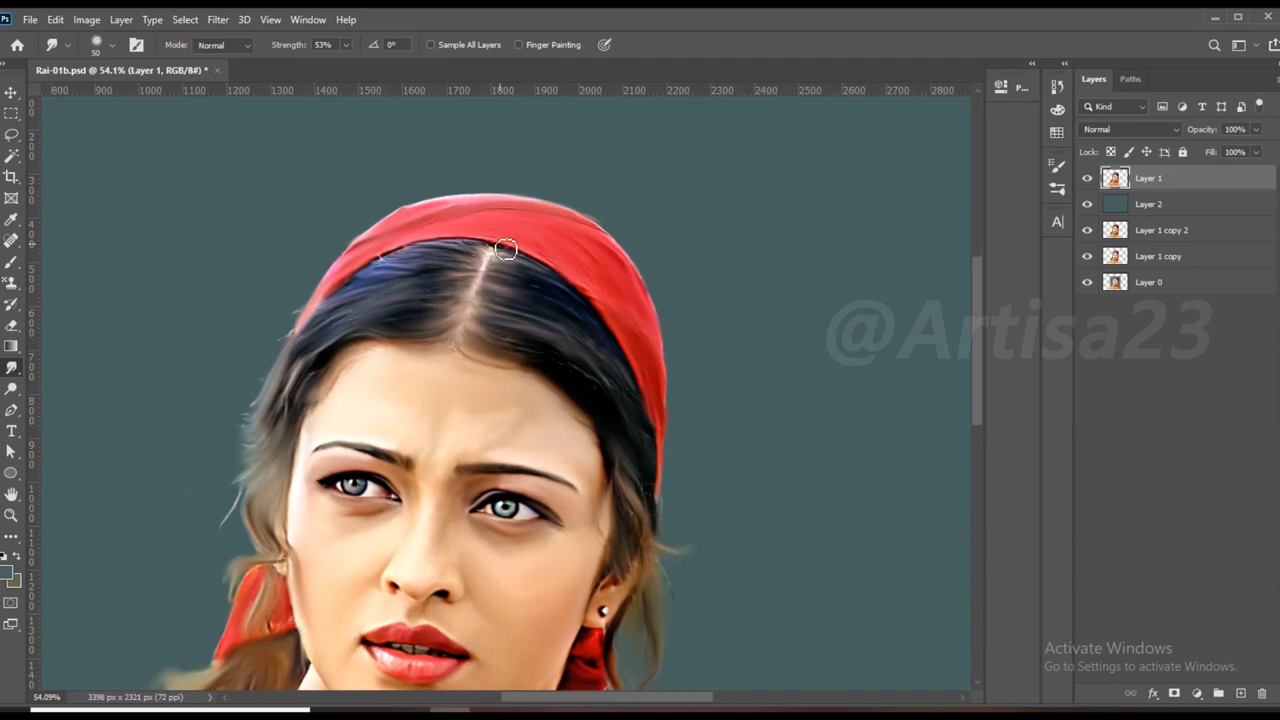 Ps File Edit Image Layer Type Select Filter 3D View Window Help
50 Mode: Normal Strength: 53% 0° Sample All Layers Finger Painting
Rai-01b.psd @ 54.1% (Layer 1, RGB/8#) * ×
800 900 1000 1100 1200 1300 1400 1500 1600 1700 1800 1900 2000 2100 2200 2300 2400 2500 2600 2700 2800
P...
Layers Paths
Kind
Normal Opacity: 100%
Lock: Fill: 100%
Layer 1
Layer 2
Layer 1 copy 2
Layer 1 copy
Layer 0
@Artisa23
Activate Windows
Go to Settings to activate Windows.
54.09% 3398 px x 2321 px (72 ppi)